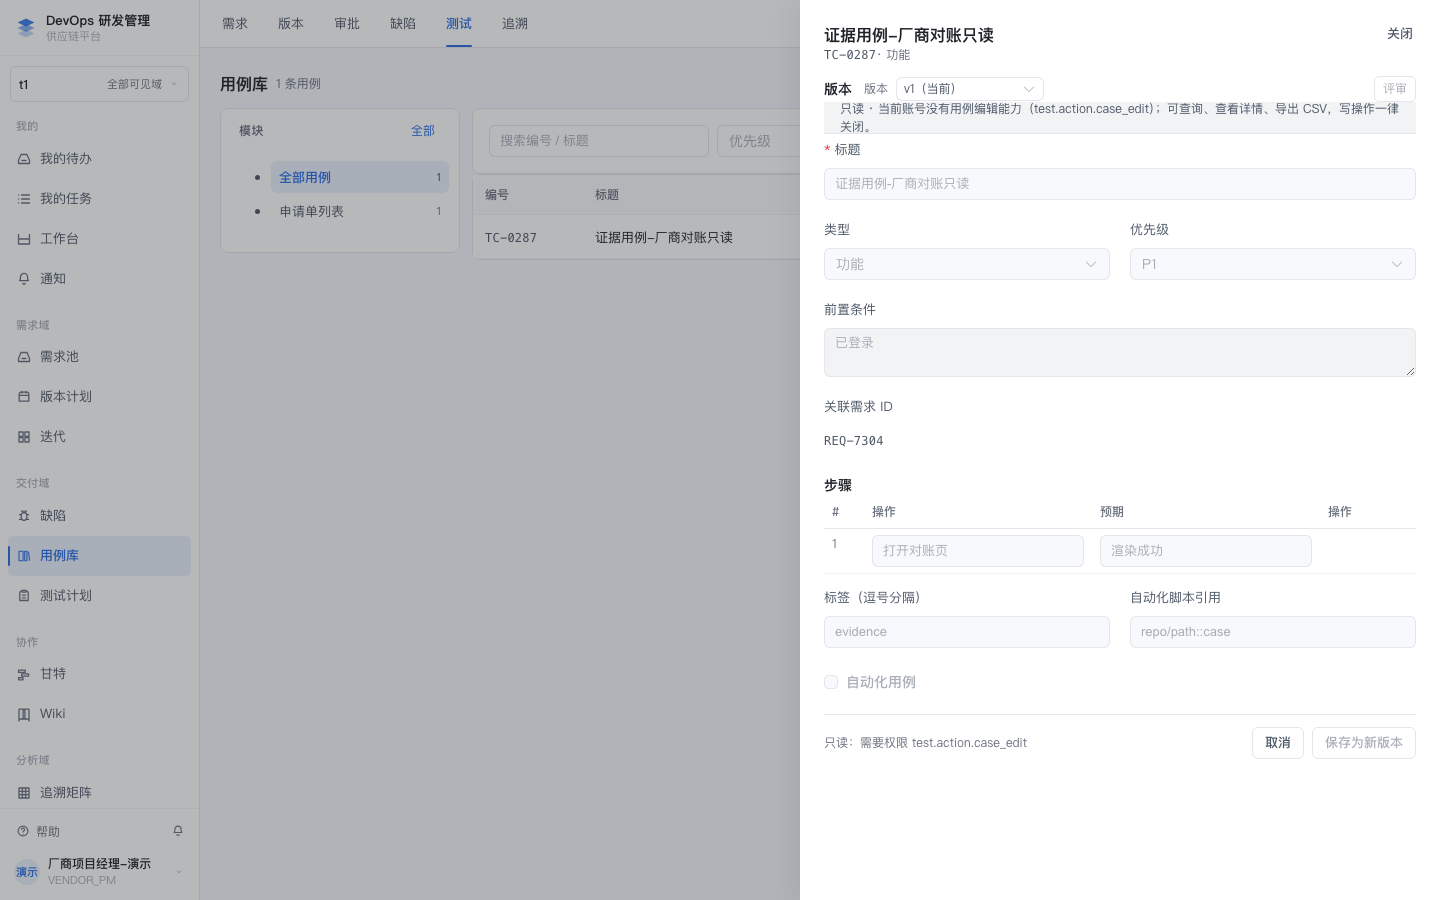 DevOps 研发管理
供应链平台
t1 全部可见域
我的
我的待办
我的任务
工作台
通知
需求域
需求池
版本计划
迭代
交付域
缺陷
用例库
测试计划
协作
甘特
Wiki
分析域
追溯矩阵
帮助
演示 厂商项目经理-演示
VENDOR_PM
需求 版本 审批 缺陷 测试 追溯
用例库 1 条用例
模块 全部
全部用例 1
申请单列表 1
搜索编号 / 标题 优先级
编号 标题
TC-0287 证据用例-厂商对账只读
证据用例-厂商对账只读 关闭
TC-0287 · 功能
版本 版本 v1（当前） 评审
只读 · 当前账号没有用例编辑能力（test.action.case_edit）；可查询、查看详情、导出 CSV，写操作一律
关闭。
* 标题
证据用例-厂商对账只读
类型 优先级
功能 P1
前置条件
已登录
关联需求 ID
REQ-7304
步骤
# 操作 预期 操作
1 打开对账页 渲染成功
标签（逗号分隔） 自动化脚本引用
evidence repo/path::case
自动化用例
只读：需要权限 test.action.case_edit 取消 保存为新版本